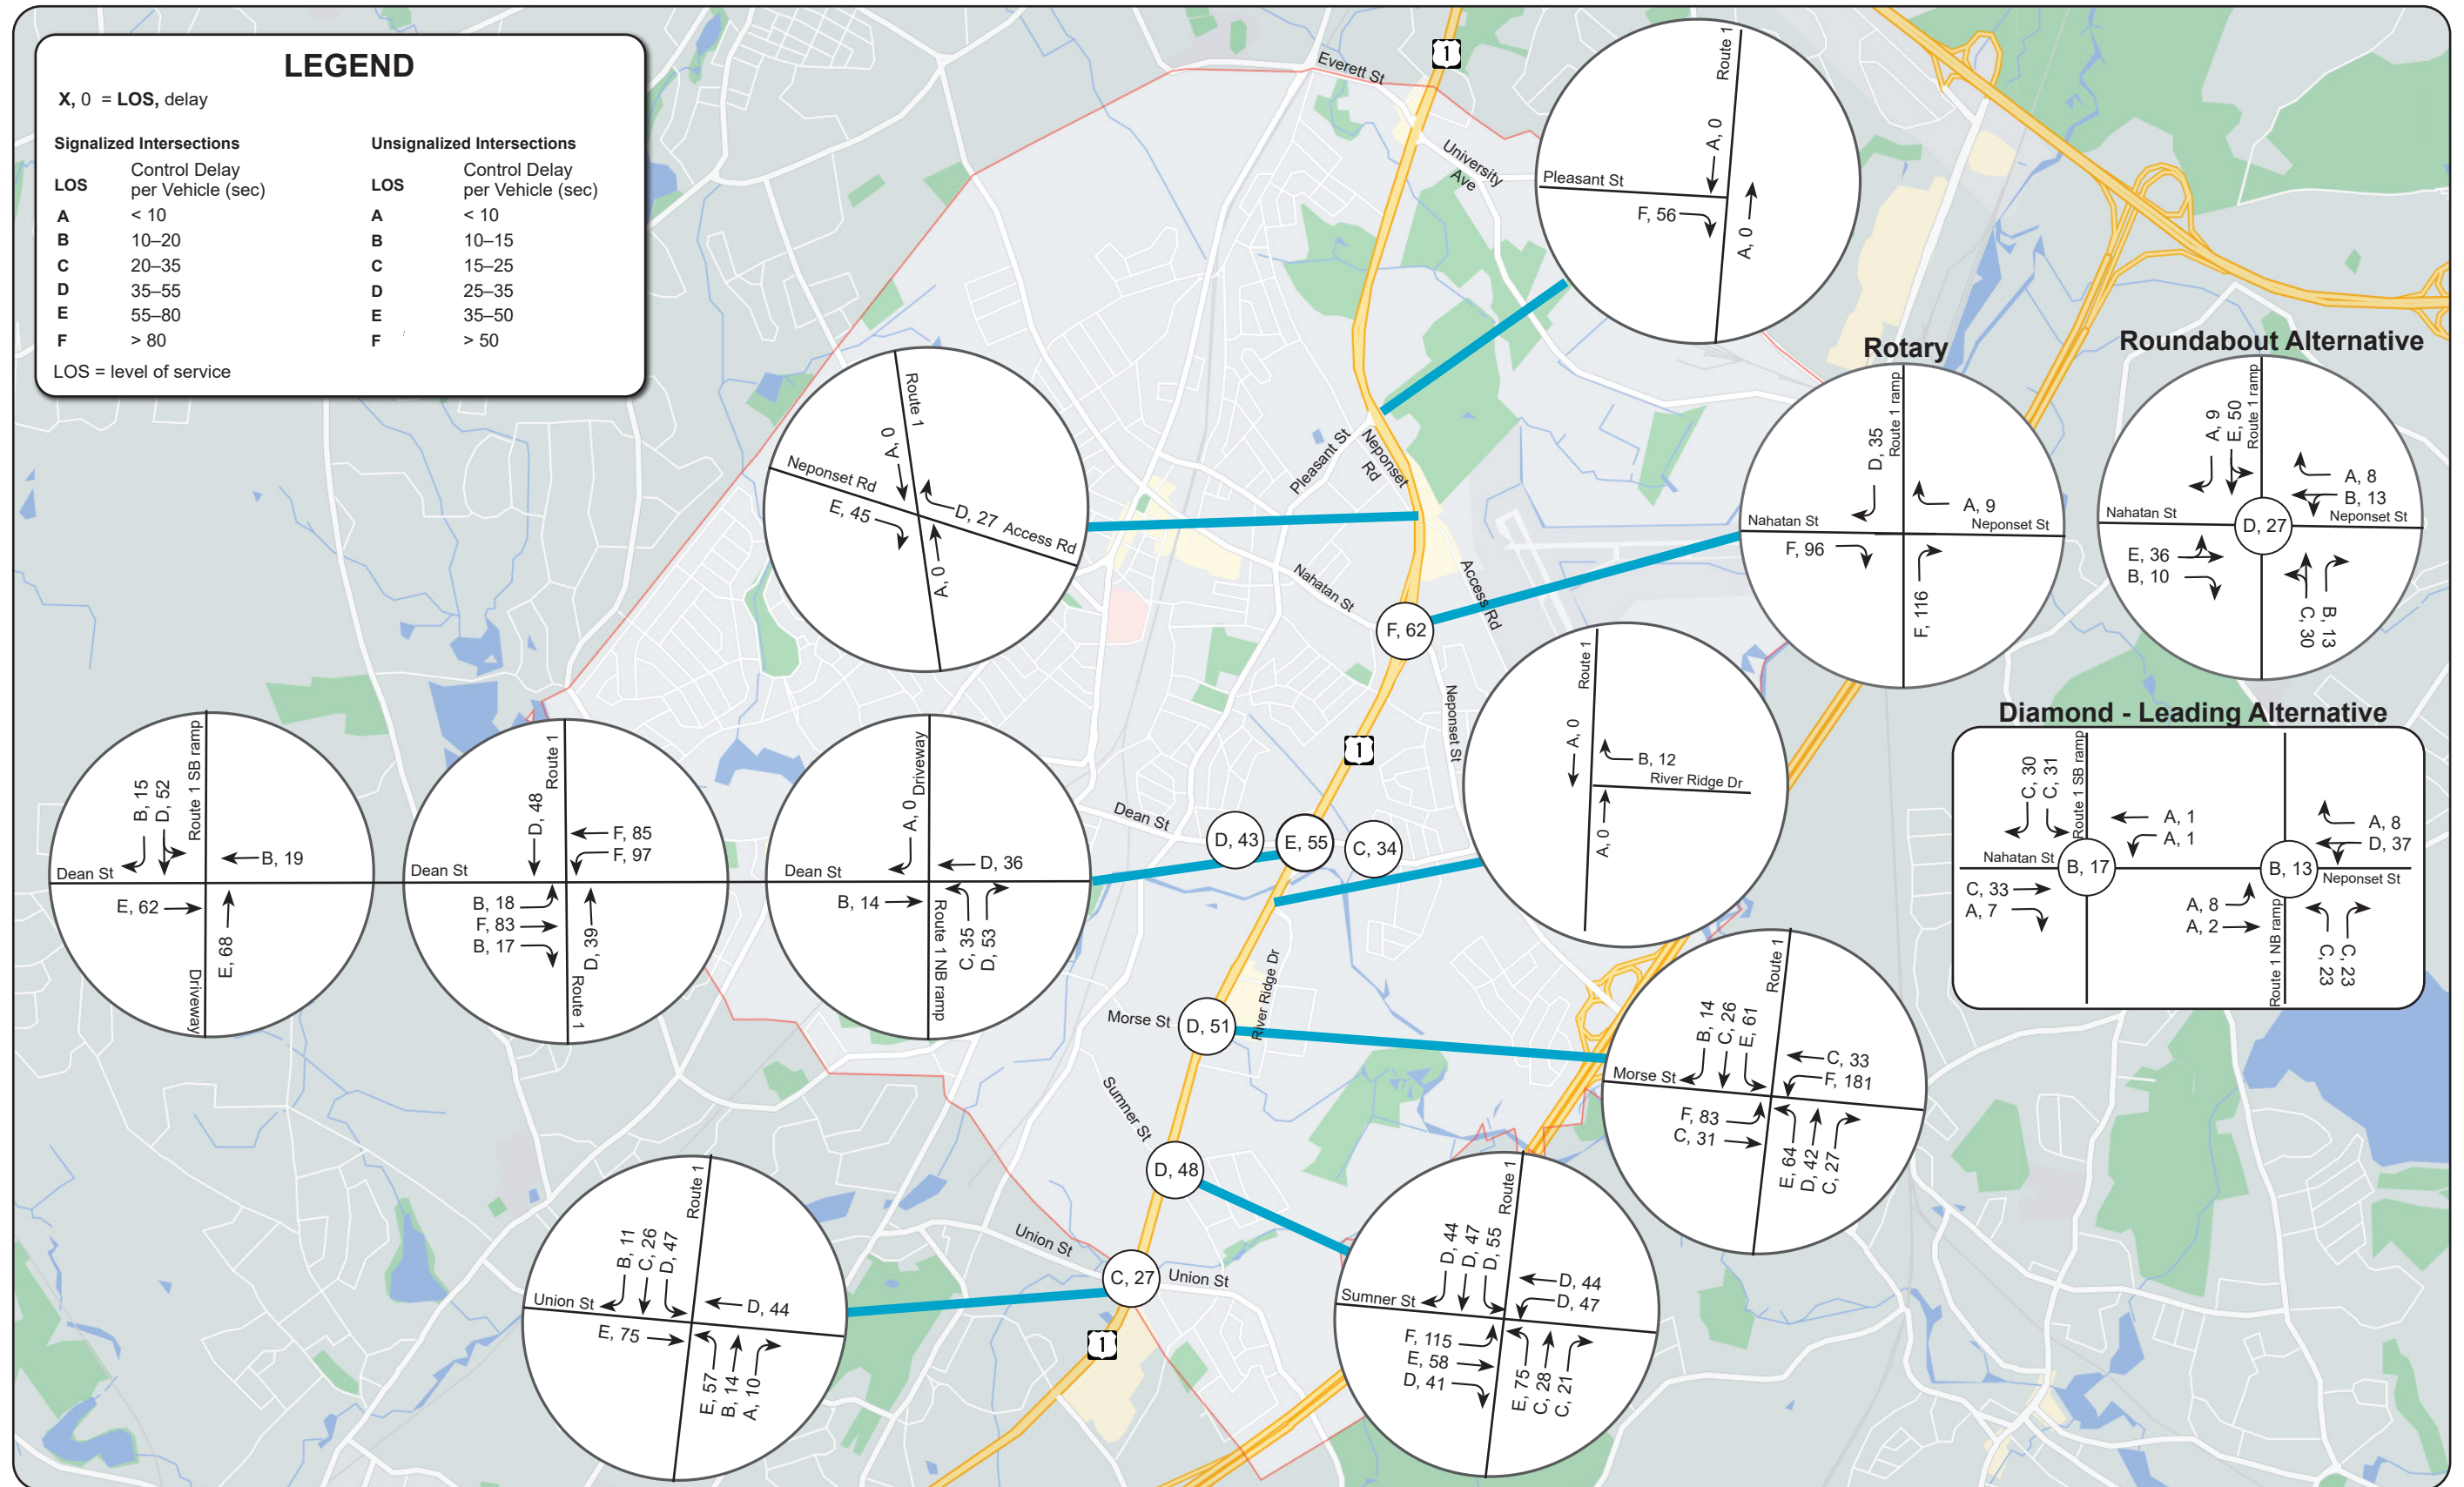 LEGEND
X, 0 = LOS, delay
Signalized Intersections
LOS Control Delay per Vehicle (sec)
A < 10
B 10–20
C 20–35
D 35–55
E 55–80
F > 80
Unsignalized Intersections
LOS Control Delay per Vehicle (sec)
A < 10
B 10–15
C 15–25
D 25–35
E 35–50
F > 50
LOS = level of service
1
Everett St
University Ave
Pleasant St
Neponset Rd
Nahatan St
Access Rd
F, 62
Neponset St
1
Dean St
D, 43
E, 55
C, 34
River Ridge Dr
Morse St
D, 51
Sumner St
D, 48
Union St
C, 27
Union St
1
Route 1
A, 0
Pleasant St
F, 56
A, 0
Route 1
A, 0
Neponset Rd
E, 45
D, 27
Access Rd
A, 0
Rotary
Route 1 ramp
D, 35
A, 9
Nahatan St
Neponset St
F, 96
F, 116
Roundabout Alternative
Route 1 ramp
A, 9
E, 50
A, 8
B, 13
Nahatan St
Neponset St
D, 27
E, 36
B, 10
C, 30
B, 13
Diamond - Leading Alternative
C, 30
C, 31
Route 1 SB ramp
A, 1
A, 1
A, 8
D, 37
Nahatan St
B, 17
B, 13
Neponset St
C, 33
A, 7
A, 8
A, 2
Route 1 NB ramp
C, 23
C, 23
Route 1
A, 0
B, 12
River Ridge Dr
A, 0
B, 15
D, 52
Route 1 SB ramp
B, 19
Dean St
E, 62
E, 68
Driveway
Route 1
D, 48
F, 85
F, 97
Dean St
B, 18
F, 83
B, 17
D, 39
Route 1
Driveway
A, 0
D, 36
Dean St
B, 14
Route 1 NB ramp
C, 35
D, 53
Route 1
B, 14
C, 26
E, 61
C, 33
F, 181
Morse St
F, 83
C, 31
E, 64
D, 42
C, 27
Route 1
D, 44
D, 47
D, 55
D, 44
D, 47
Sumner St
F, 115
E, 58
D, 41
E, 75
C, 28
C, 21
Route 1
B, 11
C, 26
D, 47
D, 44
Union St
E, 75
E, 57
B, 14
A, 10